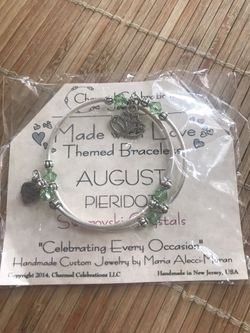 Made Love
Themed Bracelet
AUGUST
PIERIDOT
Crystals
"Celebrating Every Occasion"
Handmade Custom Jewelry by Maria Alecci-Moran
Copyright 2014, Charmed Celebrations LLC Handmade in New Jersey, USA